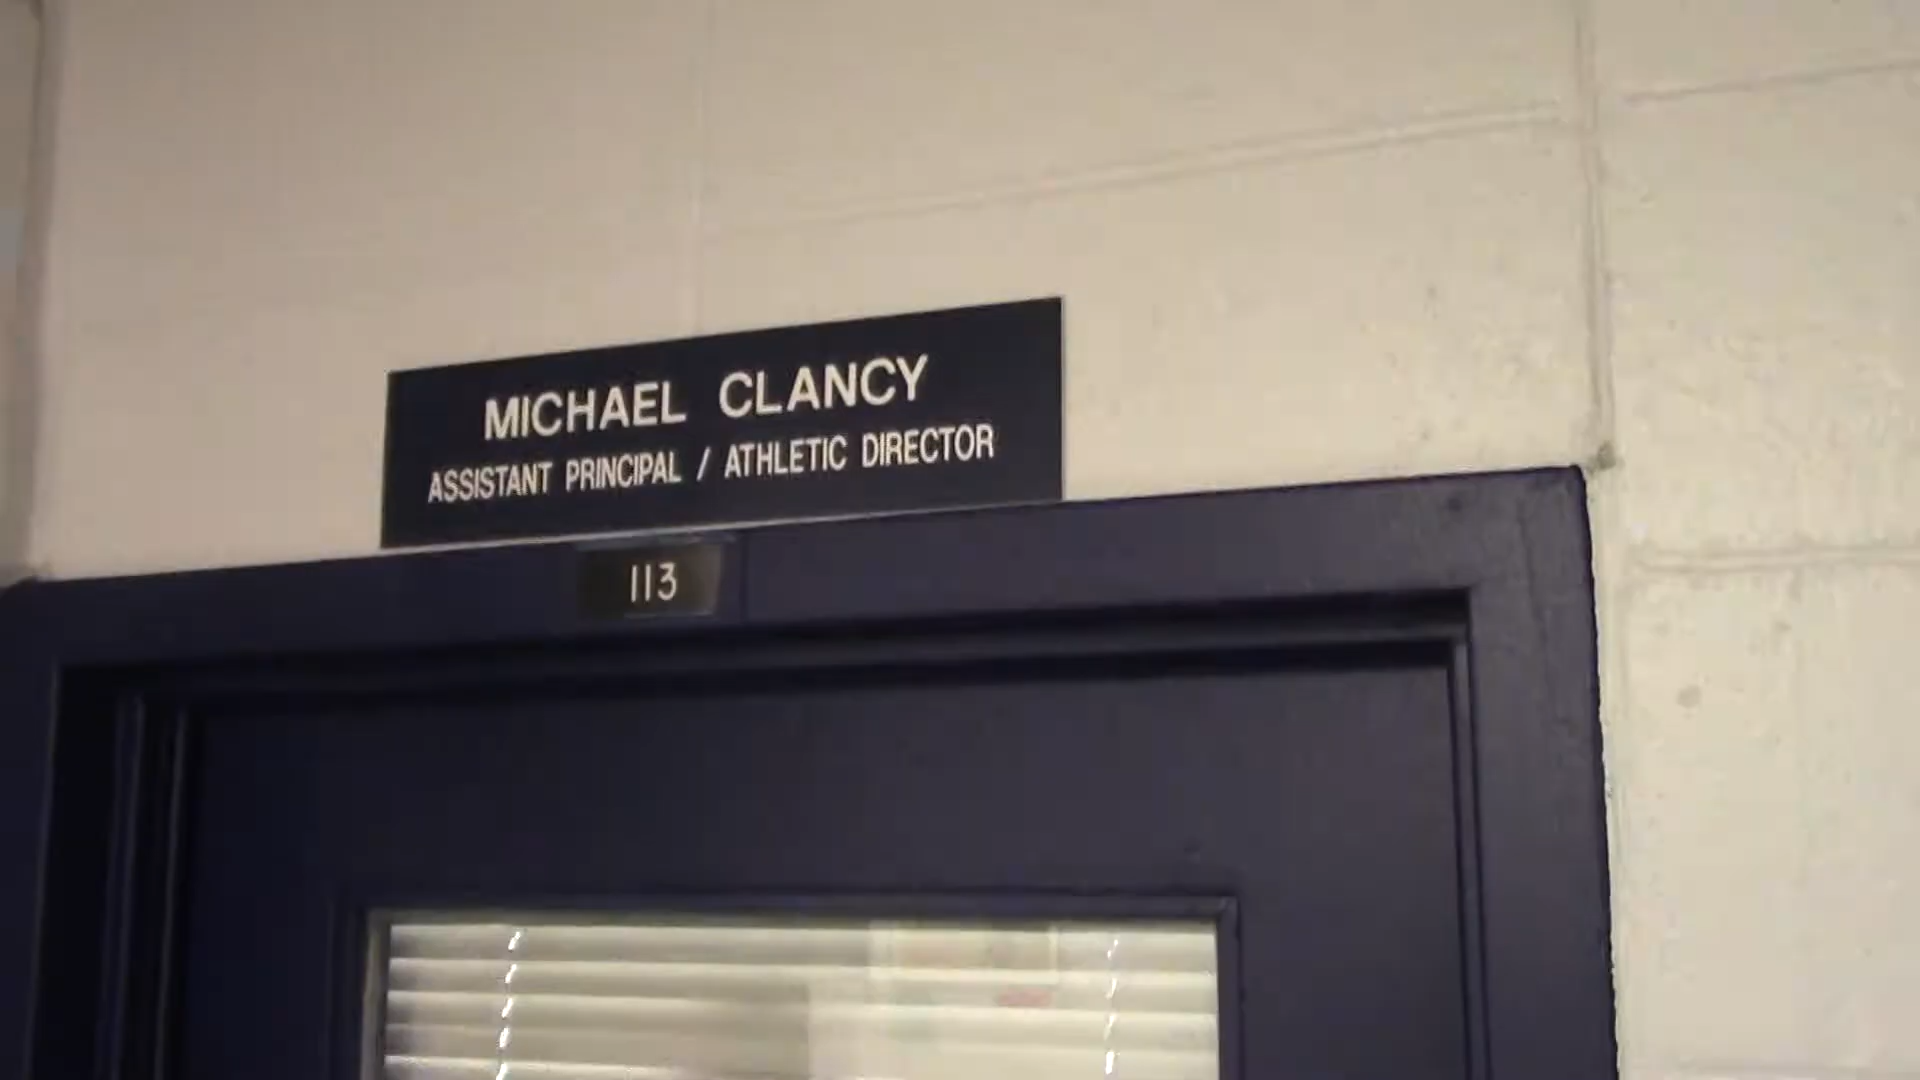 MICHAEL CLANCY
ASSISTANT PRINCIPAL / ATHLETIC DIRECTOR
113